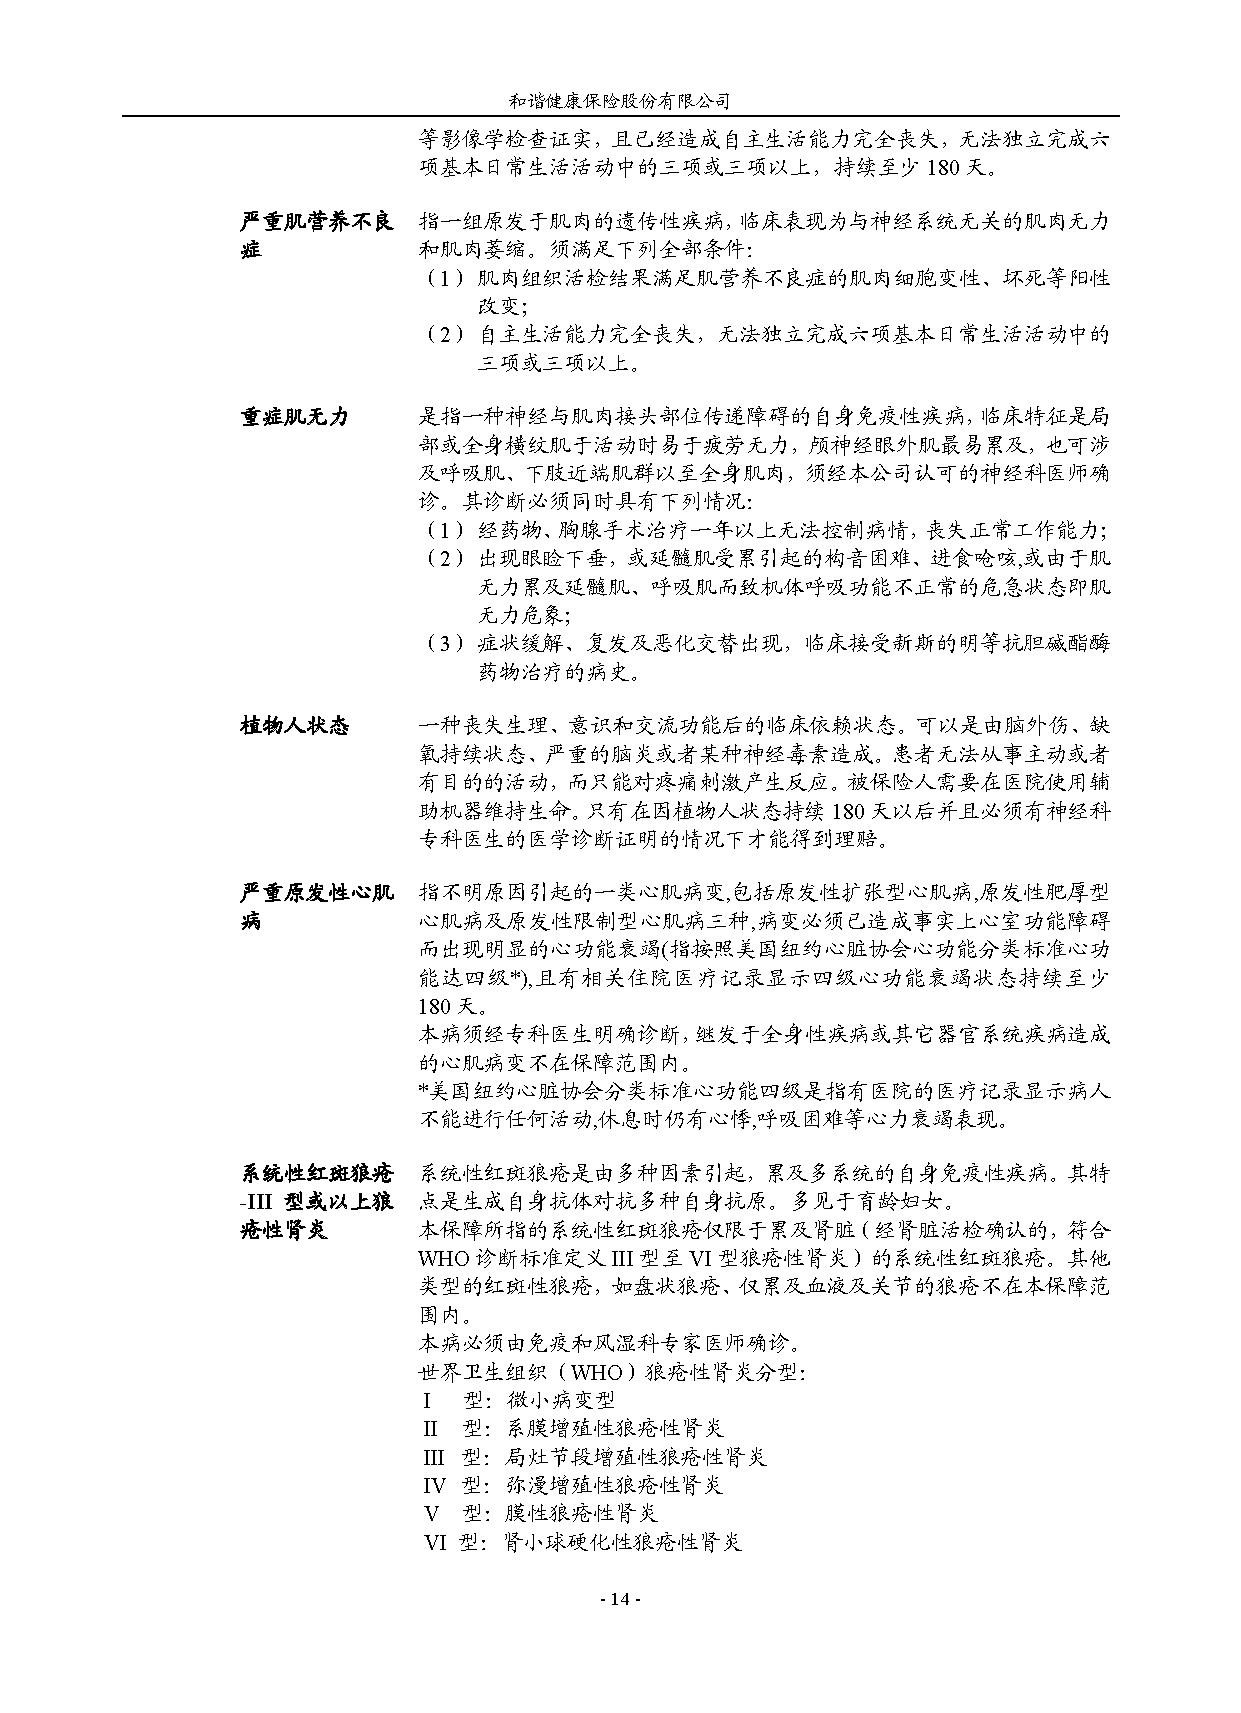 和谐健康保险股份有限公司
等影像学检查证实，且已经造成自主生活能力完全丧失，无法独立完成六
项基本日常生活活动中的三项或三项以上，持续至少 180 天。
严重肌营养不良 指一组原发于肌肉的遗传性疾病，临床表现为与神经系统无关的肌肉无力
症 和肌肉萎缩。须满足下列全部条件：
（1）肌肉组织活检结果满足肌营养不良症的肌肉细胞变性、坏死等阳性
改变；
（2）自主生活能力完全丧失，无法独立完成六项基本日常生活活动中的
三项或三项以上。
重症肌无力 是指一种神经与肌肉接头部位传递障碍的自身免疫性疾病，临床特征是局
部或全身横纹肌于活动时易于疲劳无力，颅神经眼外肌最易累及，也可涉
及呼吸肌、下肢近端肌群以至全身肌肉，须经本公司认可的神经科医师确
诊。其诊断必须同时具有下列情况：
（1）经药物、胸腺手术治疗一年以上无法控制病情，丧失正常工作能力；
（2）出现眼睑下垂，或延髓肌受累引起的构音困难、进食呛咳,或由于肌
无力累及延髓肌、呼吸肌而致机体呼吸功能不正常的危急状态即肌
无力危象；
（3）症状缓解、复发及恶化交替出现，临床接受新斯的明等抗胆碱酯酶
药物治疗的病史。
植物人状态 一种丧失生理、意识和交流功能后的临床依赖状态。可以是由脑外伤、缺
氧持续状态、严重的脑炎或者某种神经毒素造成。患者无法从事主动或者
有目的的活动，而只能对疼痛刺激产生反应。被保险人需要在医院使用辅
助机器维持生命。只有在因植物人状态持续 180 天以后并且必须有神经科
专科医生的医学诊断证明的情况下才能得到理赔。
严重原发性心肌 指不明原因引起的一类心肌病变,包括原发性扩张型心肌病,原发性肥厚型
病 心肌病及原发性限制型心肌病三种,病变必须已造成事实上心室功能障碍
而出现明显的心功能衰竭(指按照美国纽约心脏协会心功能分类标准心功
能达四级*),且有相关住院医疗记录显示四级心功能衰竭状态持续至少
180 天。
本病须经专科医生明确诊断，继发于全身性疾病或其它器官系统疾病造成
的心肌病变不在保障范围内。
*美国纽约心脏协会分类标准心功能四级是指有医院的医疗记录显示病人
不能进行任何活动,休息时仍有心悸,呼吸困难等心力衰竭表现。
系统性红斑狼疮 系统性红斑狼疮是由多种因素引起，累及多系统的自身免疫性疾病。其特
-III 型或以上狼 点是生成自身抗体对抗多种自身抗原。多见于育龄妇女。
疮性肾炎 本保障所指的系统性红斑狼疮仅限于累及肾脏（经肾脏活检确认的，符合
WHO 诊断标准定义 III 型至 VI 型狼疮性肾炎）的系统性红斑狼疮。其他
类型的红斑性狼疮，如盘状狼疮、仅累及血液及关节的狼疮不在本保障范
围内。
本病必须由免疫和风湿科专家医师确诊。
世界卫生组织（WHO）狼疮性肾炎分型：
I 型：微小病变型
II 型：系膜增殖性狼疮性肾炎
III 型：局灶节段增殖性狼疮性肾炎
IV 型：弥漫增殖性狼疮性肾炎
V 型：膜性狼疮性肾炎
VI 型：肾小球硬化性狼疮性肾炎
- 14 -